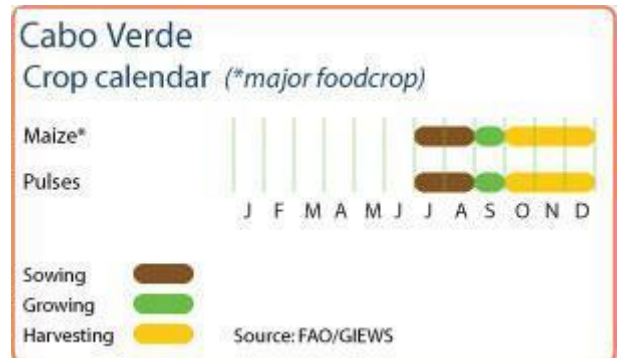 Cabo Verde
Crop calendar (*major foodcrop)
Maize*
Pulses
J F M A M J J A S O N D
Sowing
Growing
Harvesting Source: FAO/GIEWS